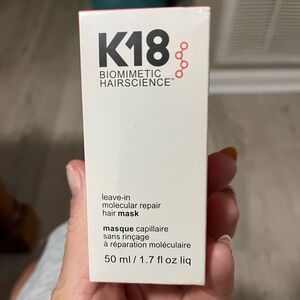 K18
BIOMIMETIC
HAIRSCIENCE™
leave-in
molecular repair
hair mask
masque capillaire
sans rinçage
à réparation moléculaire
50 ml / 1.7 fl oz liq